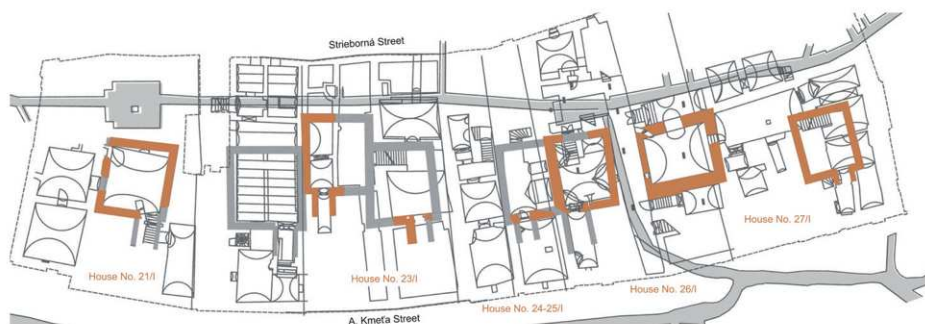 Strieborná Street
House No. 27/I
House No. 21/I
House No. 23/I
House No. 26/I
House No. 24-25/I
A. Kmeťa Street